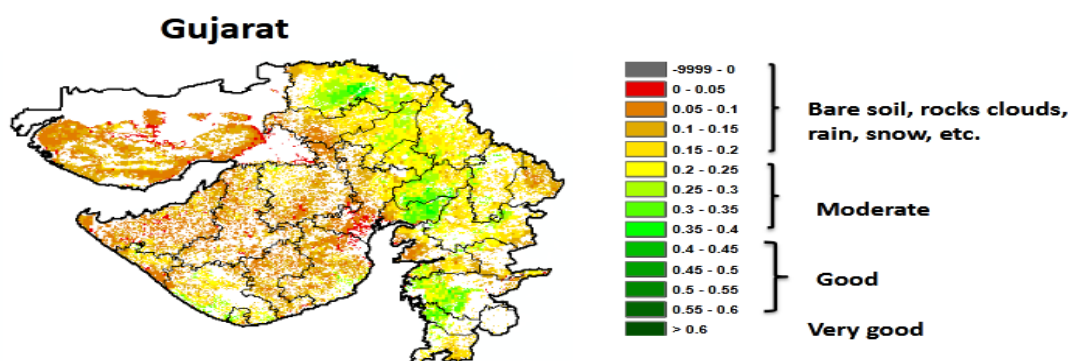 Gujarat
-9999 - 0
0 - 0.05
0.05 - 0.1
0.1 - 0.15
0.15 - 0.2
0.2 - 0.25
0.25 - 0.3
0.3 - 0.35
0.35 - 0.4
0.4 - 0.45
0.45 - 0.5
0.5 - 0.55
0.55 - 0.6
> 0.6
Bare soil, rocks clouds,
rain, snow, etc.
Moderate
Good
Very good